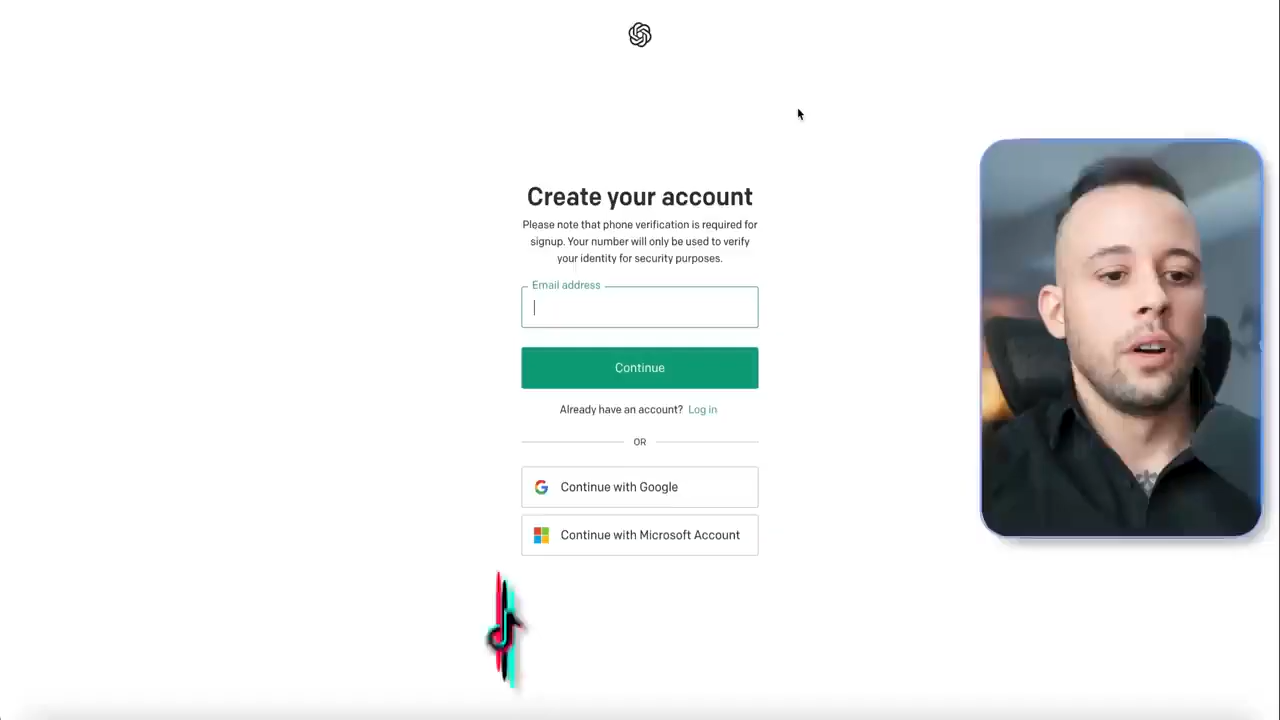 Create your account
Please note that phone verification is required for
signup. Your number will only be used to verify
your identity for security purposes.
Email address
Continue
Already have an account? Log in
OR
Continue with Google
Continue with Microsoft Account